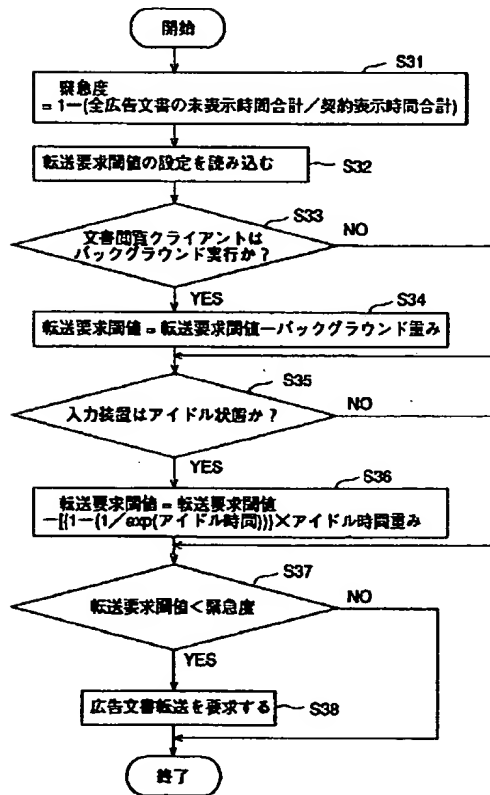 開始
S31
緊急度
= 1−(全広告文書の未表示時間合計/契約表示時間合計)
転送要求閾値の設定を読み込む
S32
S33
NO
文書閲覧クライアントは
バックグラウンド実行か?
YES
S34
転送要求閾値 = 転送要求閾値−バックグラウンド重み
S35
入力装置はアイドル状態か?
NO
YES
S36
転送要求閾値 = 転送要求閾値
−[{1−(1/exp(アイドル時間))}×アイドル時間重み
S37
転送要求閾値<緊急度
NO
YES
広告文書転送を要求する
S38
終了